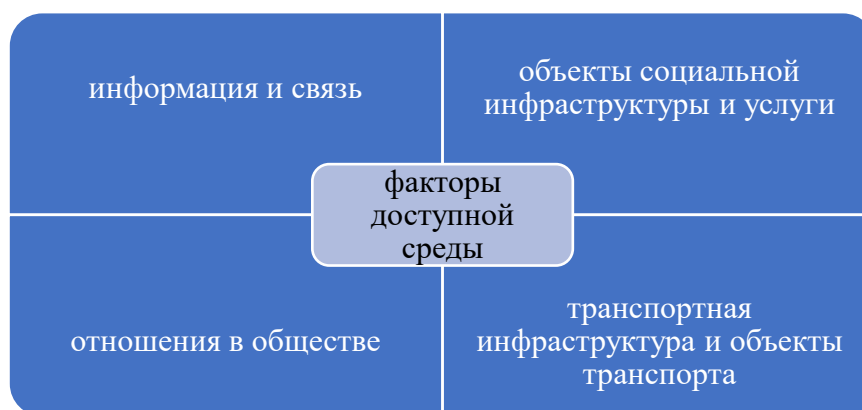 информация и связь
объекты социальной
инфраструктуры и услуги
факторы
доступной
среды
отношения в обществе
транспортная
инфраструктура и объекты
транспорта